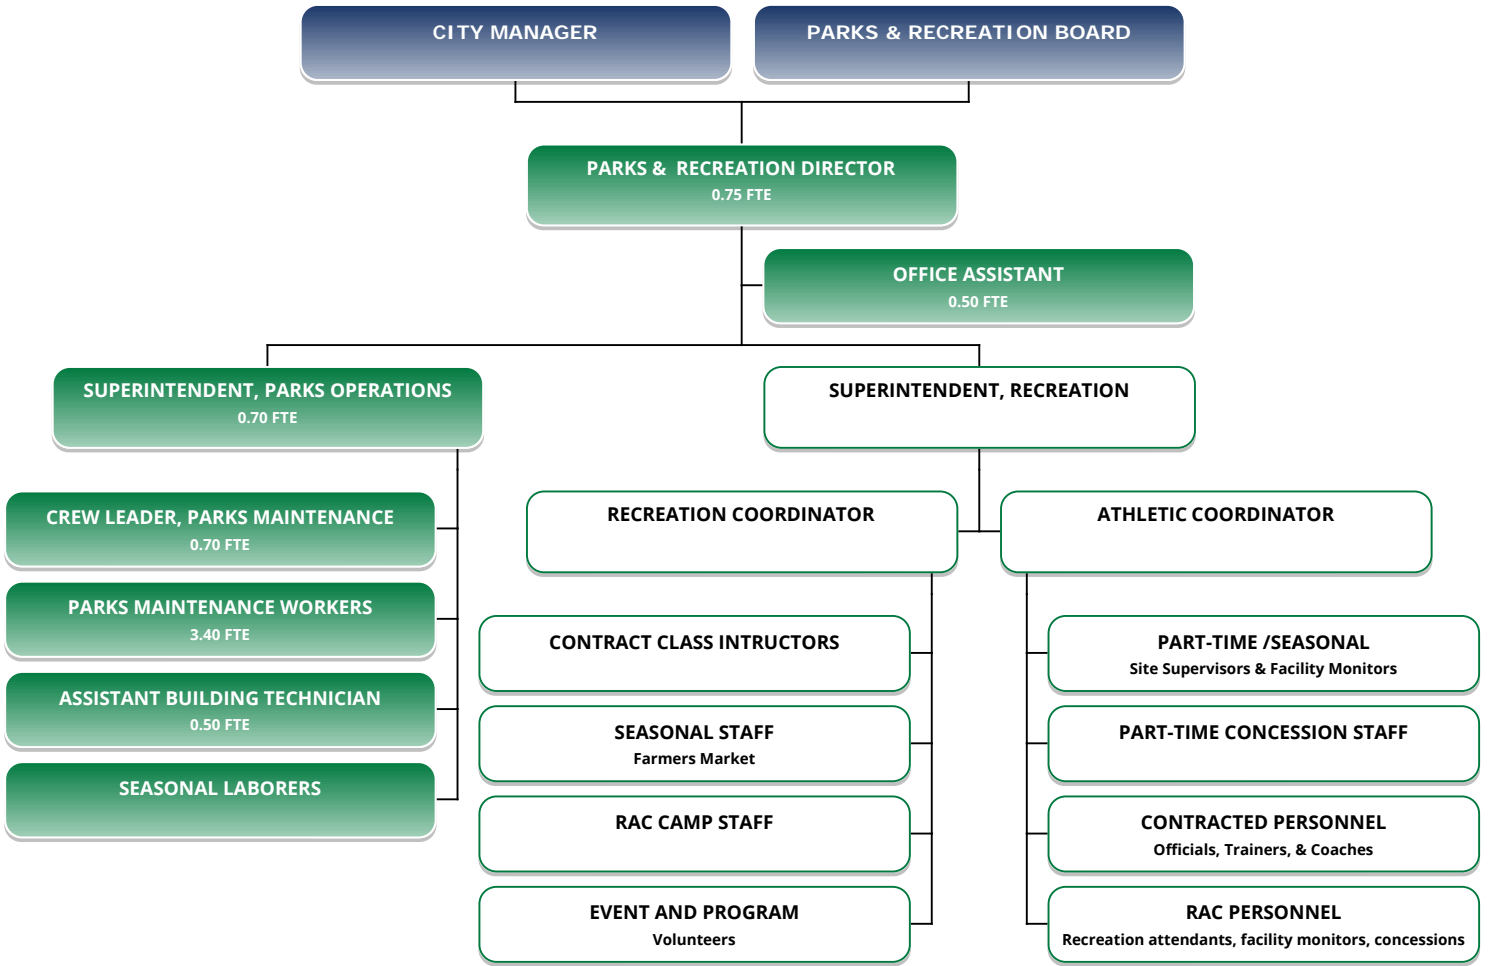 CITY MANAGER
PARKS & RECREATION BOARD
PARKS & RECREATION DIRECTOR
0.75 FTE
OFFICE ASSISTANT
0.50 FTE
SUPERINTENDENT, PARKS OPERATIONS
0.70 FTE
SUPERINTENDENT, RECREATION
CREW LEADER, PARKS MAINTENANCE
0.70 FTE
PARKS MAINTENANCE WORKERS
3.40 FTE
ASSISTANT BUILDING TECHNICIAN
0.50 FTE
SEASONAL LABORERS
RECREATION COORDINATOR
CONTRACT CLASS INTRUCTORS
SEASONAL STAFF
Farmers Market
RAC CAMP STAFF
EVENT AND PROGRAM
Volunteers
ATHLETIC COORDINATOR
PART-TIME /SEASONAL
Site Supervisors & Facility Monitors
PART-TIME CONCESSION STAFF
CONTRACTED PERSONNEL
Officials, Trainers, & Coaches
RAC PERSONNEL
Recreation attendants, facility monitors, concessions